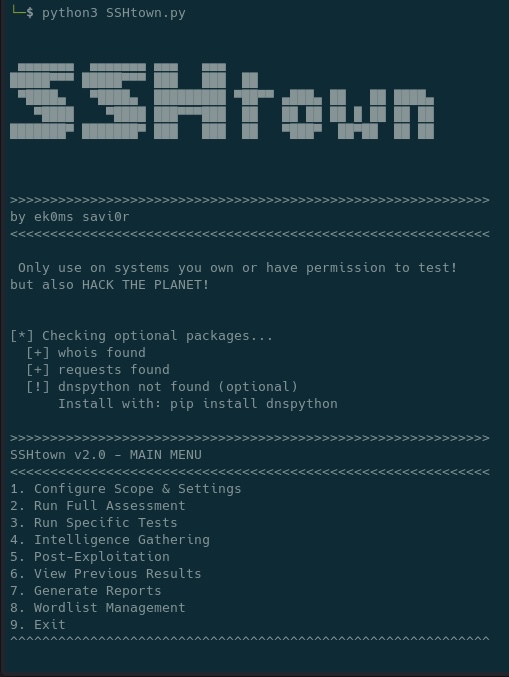 └─$ python3 SSHtown.py
SSHtown
>>>>>>>>>>>>>>>>>>>>>>>>>>>>>>>>>>>>>>>>>>>>>>>>>>>>>>>>>>>>
by ek0ms savi0r
<<<<<<<<<<<<<<<<<<<<<<<<<<<<<<<<<<<<<<<<<<<<<<<<<<<<<<<<<<<<
Only use on systems you own or have permission to test!
but also HACK THE PLANET!
[*] Checking optional packages...
[+] whois found
[+] requests found
[!] dnspython not found (optional)
Install with: pip install dnspython
>>>>>>>>>>>>>>>>>>>>>>>>>>>>>>>>>>>>>>>>>>>>>>>>>>>>>>>>>>>>
SSHtown v2.0 - MAIN MENU
<<<<<<<<<<<<<<<<<<<<<<<<<<<<<<<<<<<<<<<<<<<<<<<<<<<<<<<<<<<<
1. Configure Scope & Settings
2. Run Full Assessment
3. Run Specific Tests
4. Intelligence Gathering
5. Post-Exploitation
6. View Previous Results
7. Generate Reports
8. Wordlist Management
9. Exit
^^^^^^^^^^^^^^^^^^^^^^^^^^^^^^^^^^^^^^^^^^^^^^^^^^^^^^^^^^^^